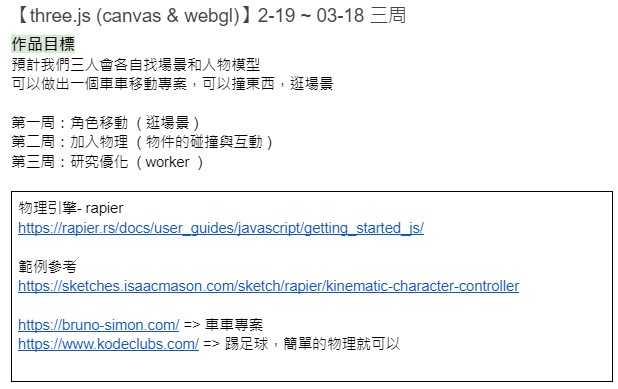 【three.js (canvas & webgl)】2-19 ~ 03-18 三周
作品目標
預計我們三人會各自找場景和人物模型
可以做出一個車車移動專案，可以撞東西，逛場景
第一周：角色移動（逛場景）
第二周：加入物理（物件的碰撞與互動）
第三周：研究優化（worker ）
物理引擎- rapier
https://rapier.rs/docs/user_guides/javascript/getting_started_js/
範例參考
https://sketches.isaacmason.com/sketch/rapier/kinematic-character-controller
https://bruno-simon.com/ => 車車專案
https://www.kodeclubs.com/ => 踢足球，簡單的物理就可以